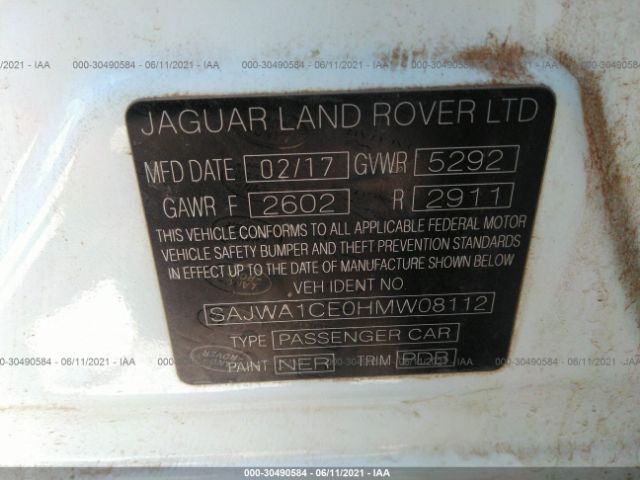 000-30490584 - 06/11/2021 - IAA
JAGUAR LAND ROVER LTD
MFD DATE 02/17 GVWR 5292
GAWR F 2602 R 2911
THIS VEHICLE CONFORMS TO ALL APPLICABLE FEDERAL MOTOR
VEHICLE SAFETY BUMPER AND THEFT PREVENTION STANDARDS
IN EFFECT UP TO THE DATE OF MANUFACTURE SHOWN BELOW
VEH IDENT NO
SAJWA1CE0HMW08112
TYPE PASSENGER CAR
PAINT NER TRIM PDB
000-30490584 - 06/11/2021 - IAA